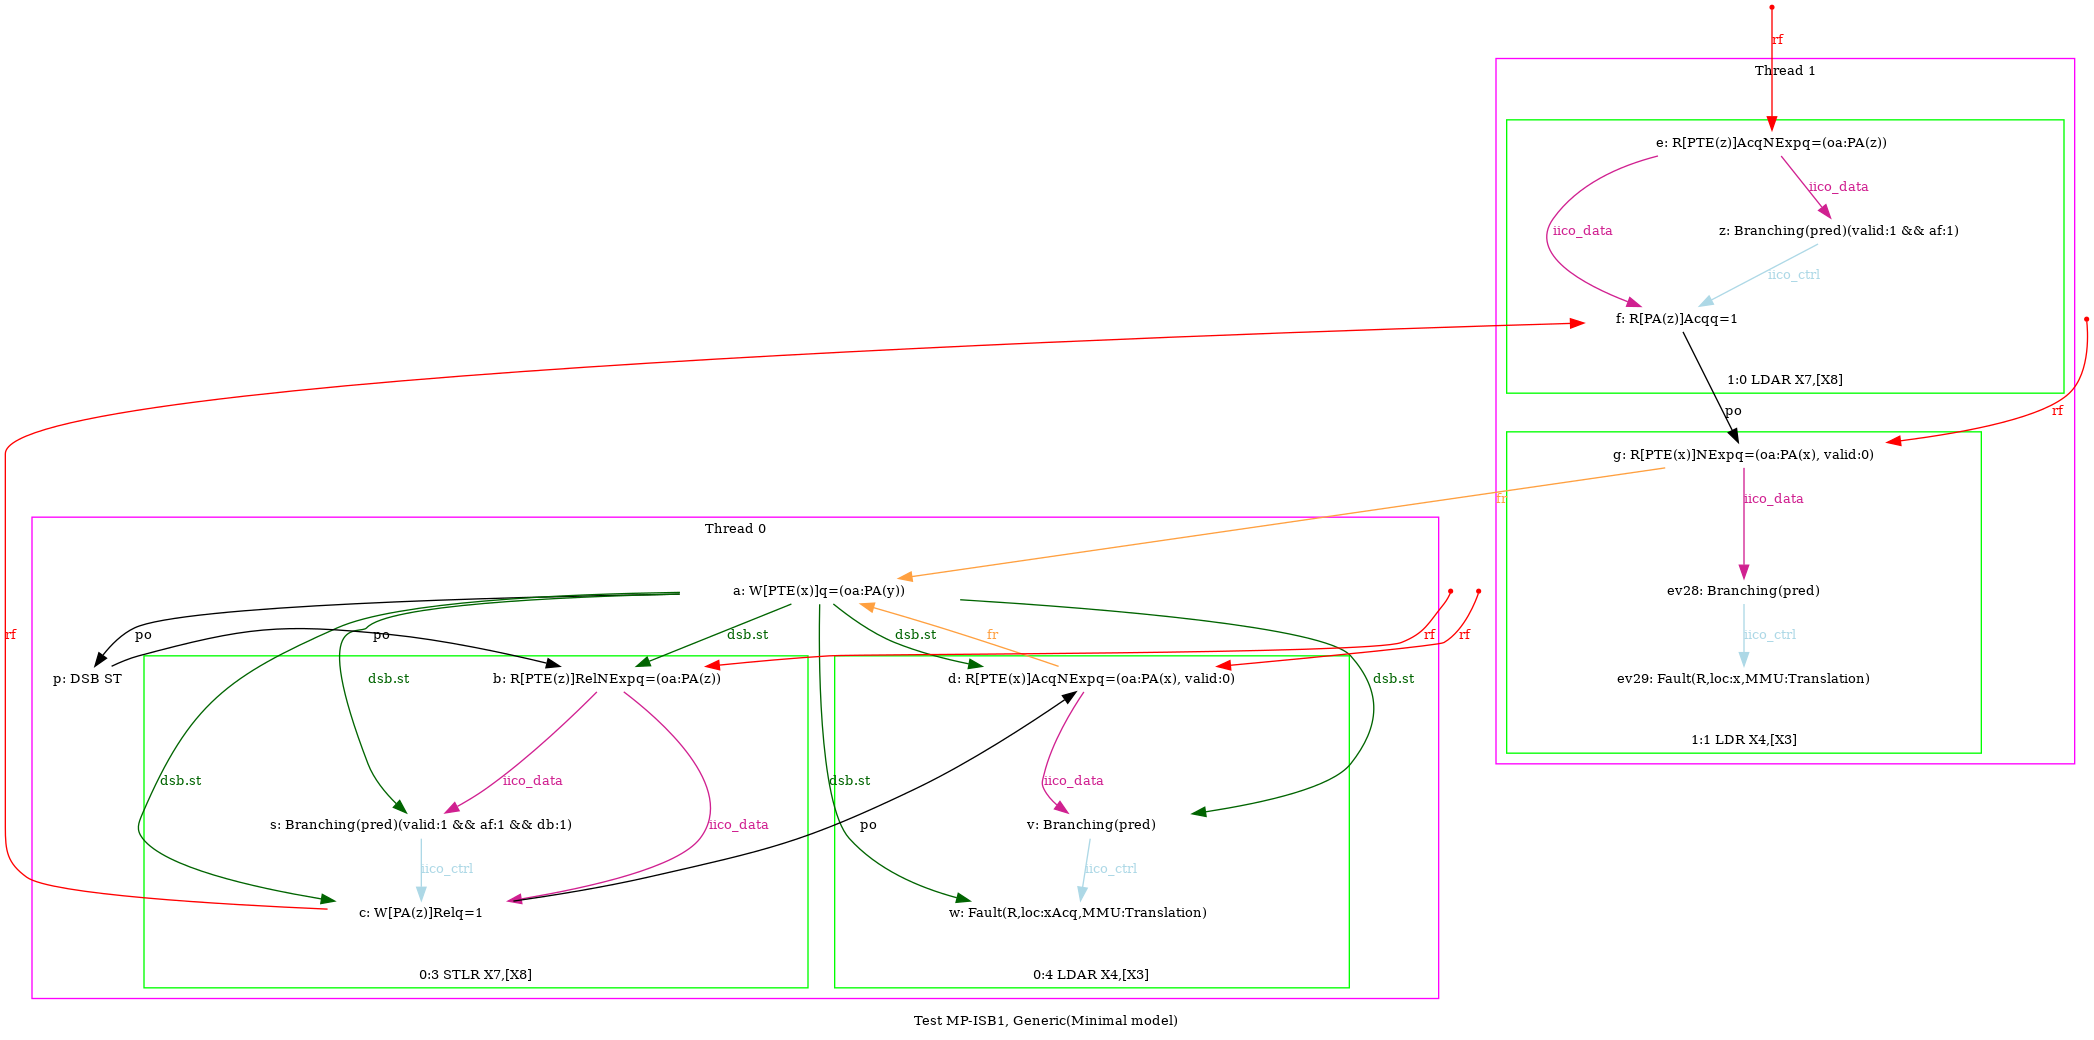 rf
Thread 1
e: R[PTE(z)]AcqNExpq=(oa:PA(z))
iico_data
iico_data
z: Branching(pred)(valid:1 && af:1)
iico_ctrl
f: R[PA(z)]Acqq=1
1:0 LDAR X7,[X8]
po
rf
g: R[PTE(x)]NExpq=(oa:PA(x), valid:0)
fr
iico_data
Thread 0
a: W[PTE(x)]q=(oa:PA(y))
ev28: Branching(pred)
rf
po
po
dsb.st
dsb.st
fr
rf
rf
iico_ctrl
p: DSB ST
dsb.st
b: R[PTE(z)]RelNExpq=(oa:PA(z))
d: R[PTE(x)]AcqNExpq=(oa:PA(x), valid:0)
dsb.st
ev29: Fault(R,loc:x,MMU:Translation)
1:1 LDR X4,[X3]
dsb.st
iico_data
dsb.st
iico_data
s: Branching(pred)(valid:1 && af:1 && db:1)
iico_data
po
v: Branching(pred)
iico_ctrl
iico_ctrl
c: W[PA(z)]Relq=1
w: Fault(R,loc:xAcq,MMU:Translation)
0:3 STLR X7,[X8]
0:4 LDAR X4,[X3]
Test MP-ISB1, Generic(Minimal model)